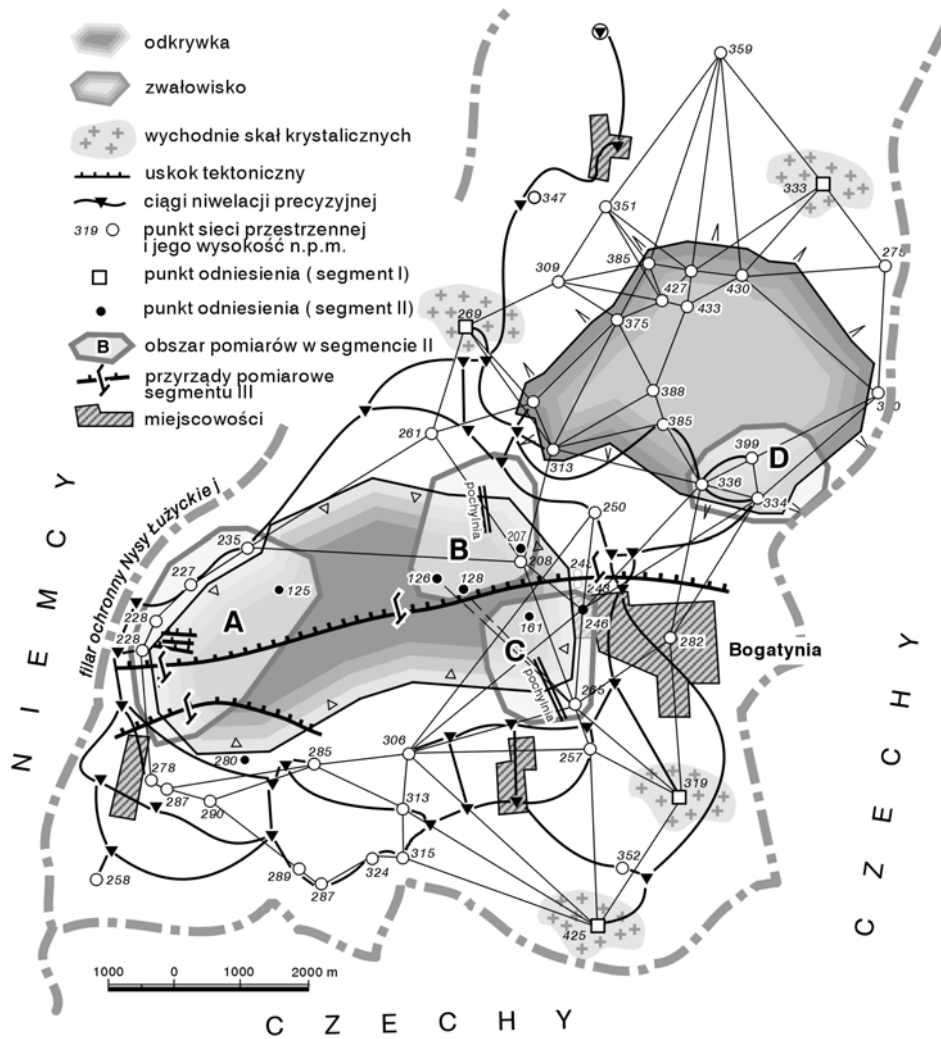 odkrywka
zwałowisko
wychodnie skał krystalicznych
uskok tektoniczny
ciągi niwelacji precyzyjnej
319 punkt sieci przestrzennej
i jego wysokość n.p.m.
punkt odniesienia ( segment I )
punkt odniesienia ( segment II )
B obszar pomiarów w segmencie II
przyrządy pomiarowe
segmentu III
miejscowości
359
333
347
351
275
385
309
427
430
433
269
375
388
385
261
313
399
D
336
334
250
pochylnia
235
207
B
208
227
126
128
125
161
246
A
228
228
C
282
Bogatynia
265
pochylnia
filar ochronny Nysy Łużyckiej
N I E M C Y
306
257
280
285
278
287
290
313
319
315
324
289
287
352
258
425
1000 0 1000 2000 m
C Z E C H Y
C Z E C H Y